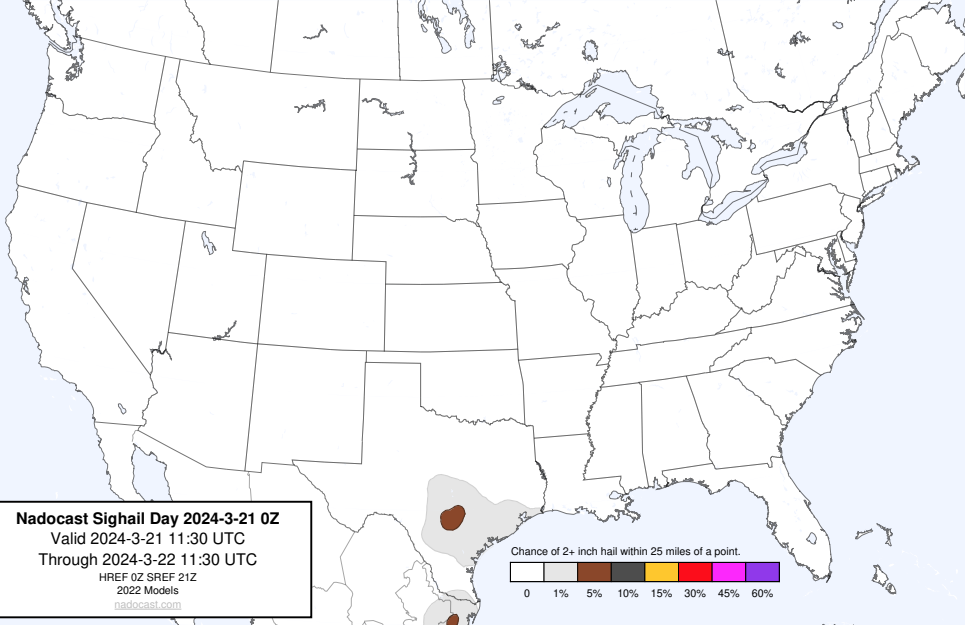 Nadocast Sighail Day 2024-3-21 0Z
Valid 2024-3-21 11:30 UTC
Through 2024-3-22 11:30 UTC
HREF 0Z SREF 21Z
2022 Models
nadocast.com
Chance of 2+ inch hail within 25 miles of a point.
0 1% 5% 10% 15% 30% 45% 60%